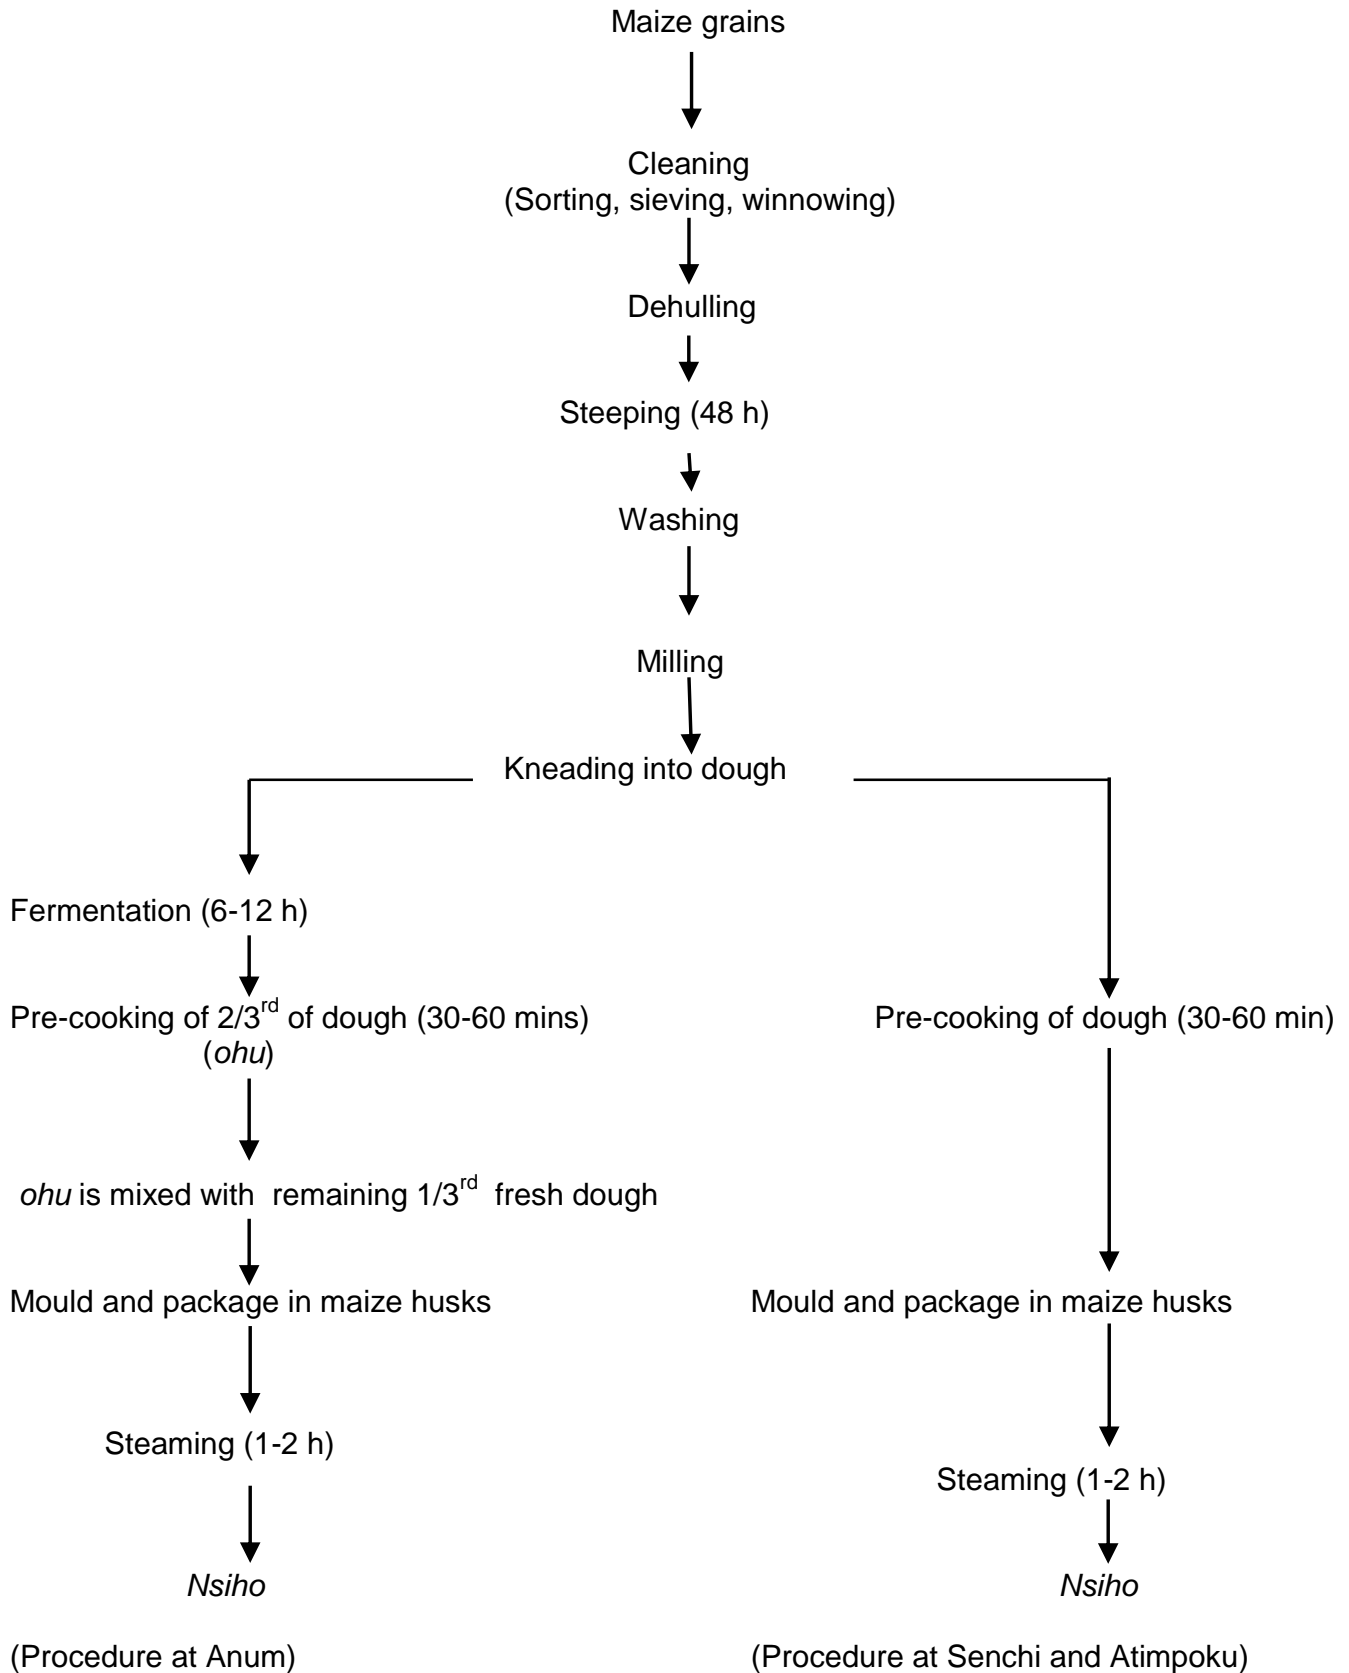 Maize grains
Cleaning
(Sorting, sieving, winnowing)
Dehulling
Steeping (48 h)
Washing
Milling
Kneading into dough
Fermentation (6-12 h)
Pre-cooking of 2/3rd of dough (30-60 mins)
(ohu)
ohu is mixed with remaining 1/3rd fresh dough
Mould and package in maize husks
Steaming (1-2 h)
Nsiho
(Procedure at Anum)
Pre-cooking of dough (30-60 min)
Mould and package in maize husks
Steaming (1-2 h)
Nsiho
(Procedure at Senchi and Atimpoku)